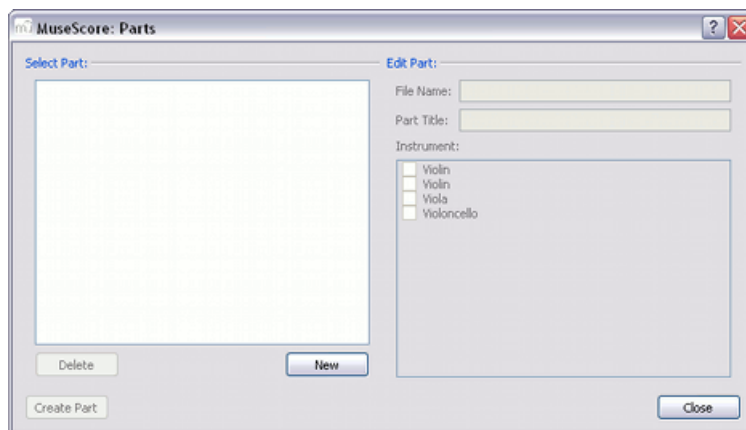 MuseScore: Parts
Select Part:
Delete
New
Create Part
Edit Part:
File Name:
Part Title:
Instrument:
Violin
Violin
Viola
Violoncello
Close